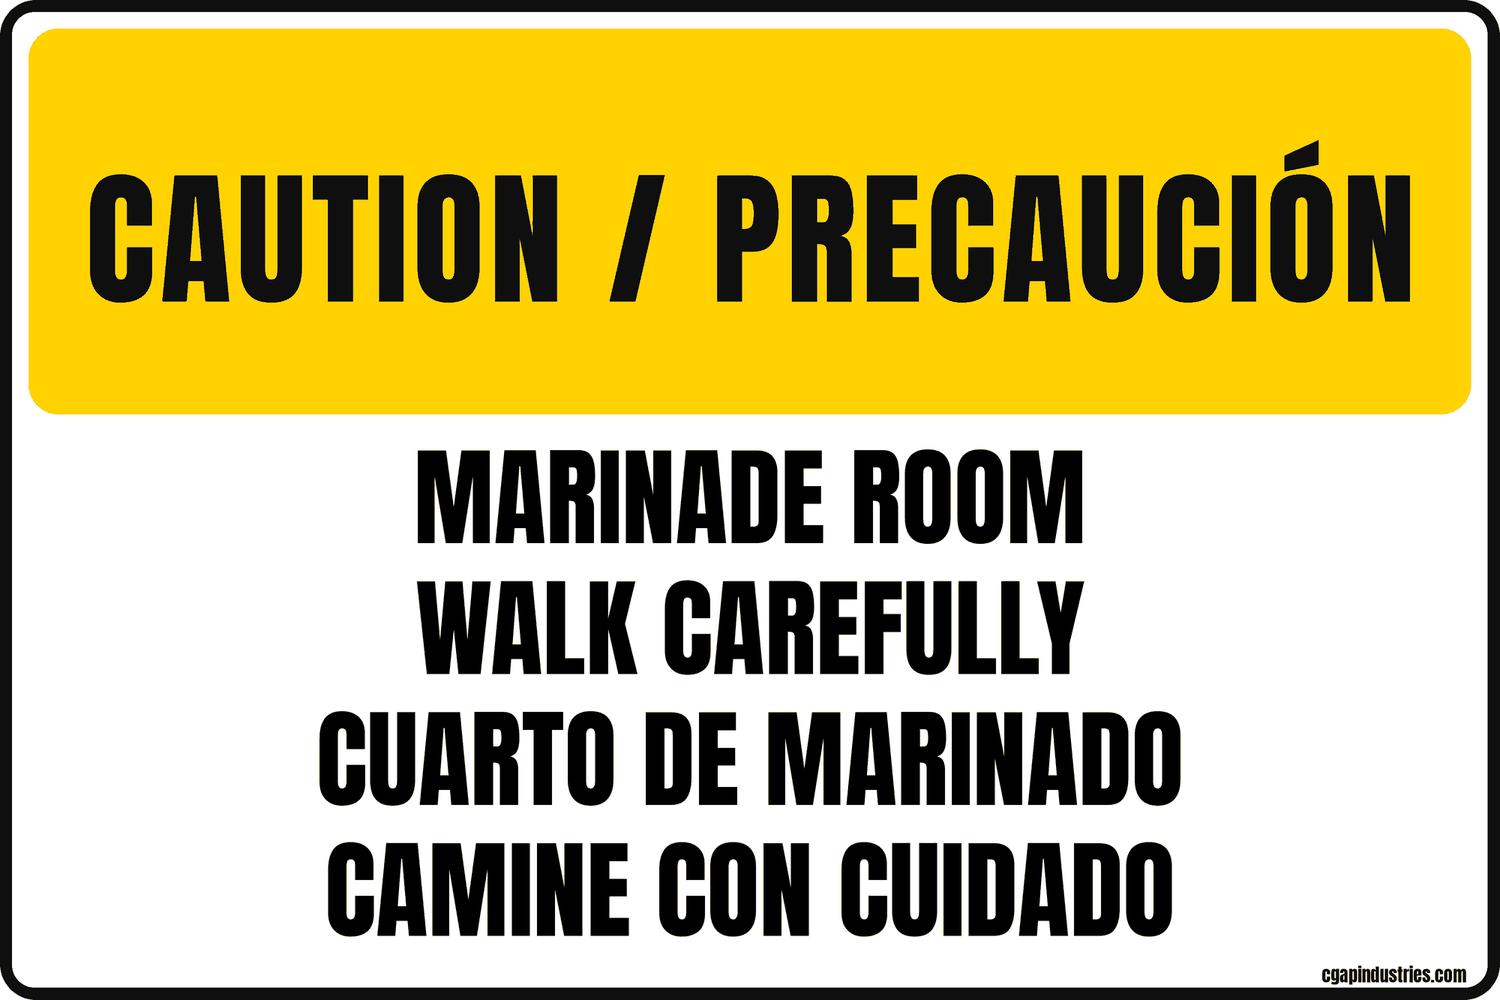 CAUTION / PRECAUCIÓN
MARINADE ROOM
WALK CAREFULLY
CUARTO DE MARINADO
CAMINE CON CUIDADO
cgapindustries.com